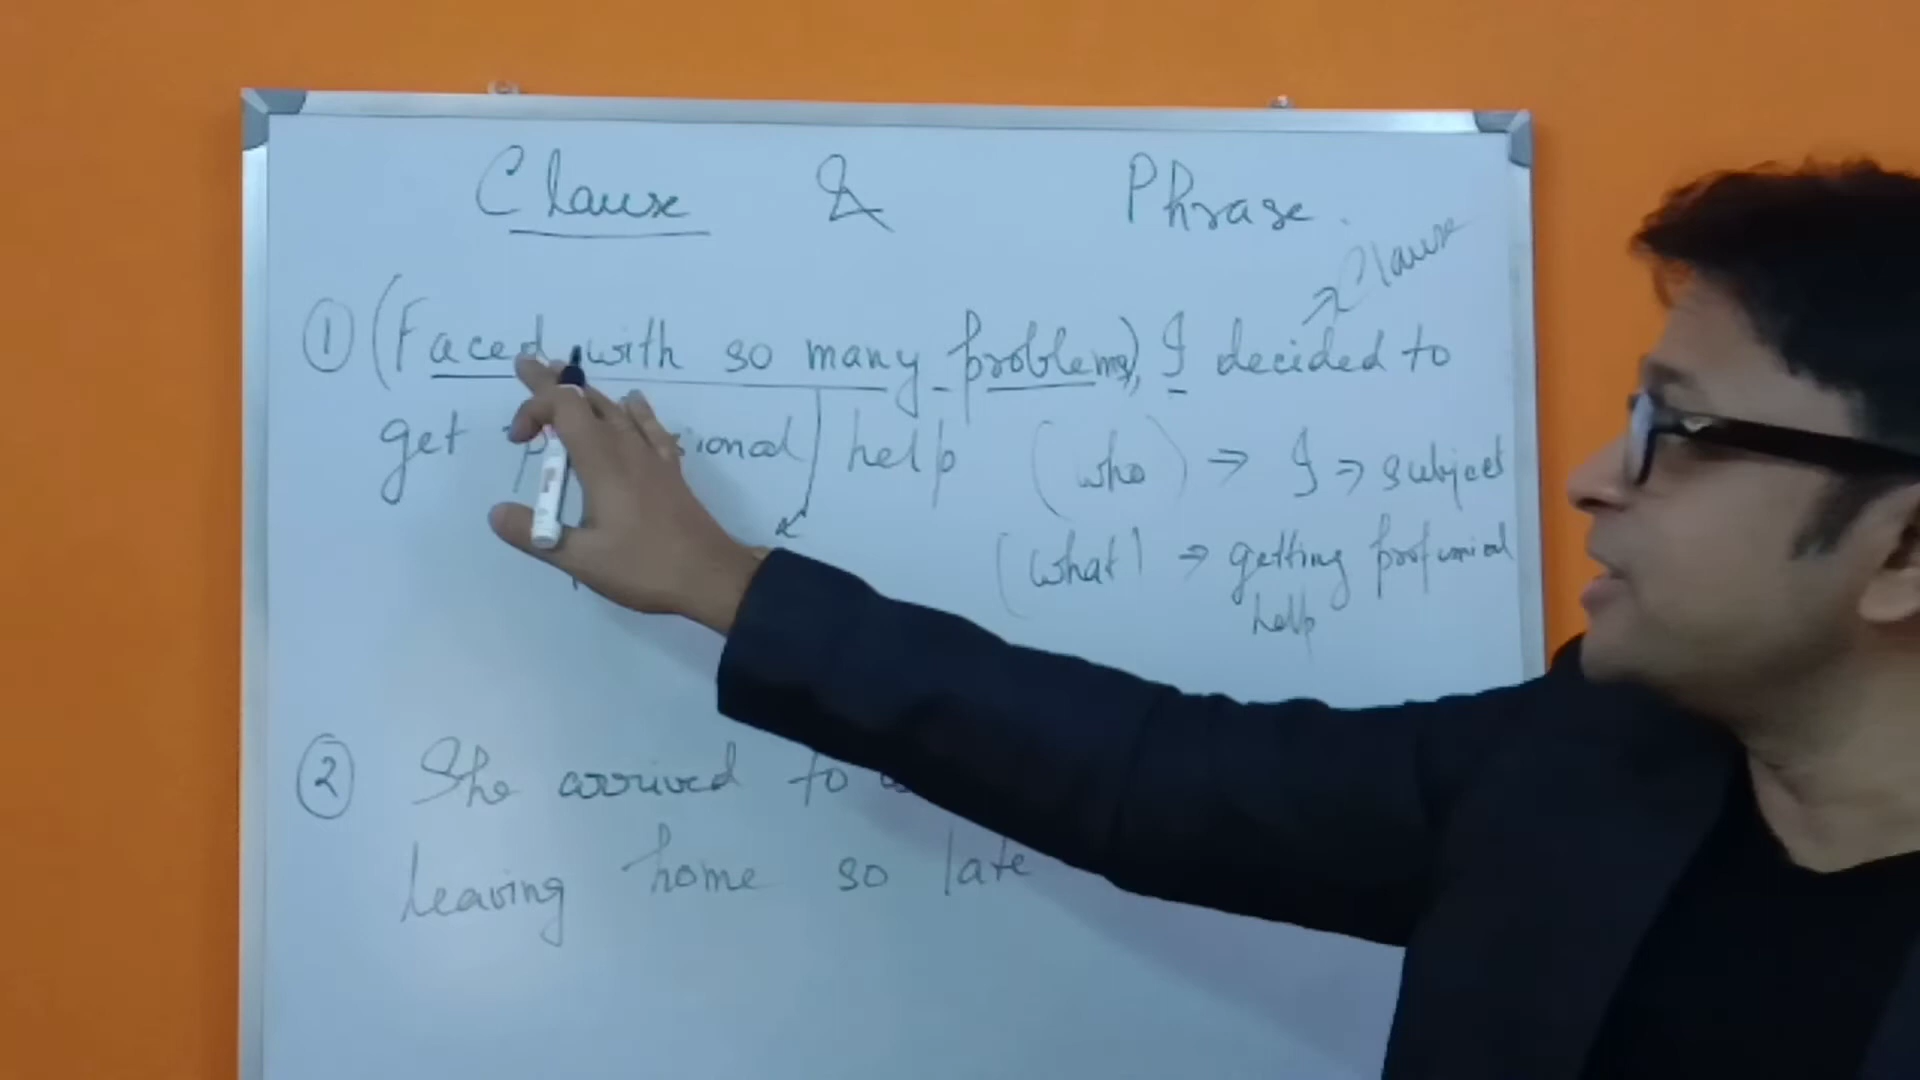 Clause & Phrase.
⇒ Clause
① (Faced with so many problems), I decided to
get help (who) ⇒ I ⇒ subject
(what) ⇒ getting
help
② She arrived to
leaving home so late